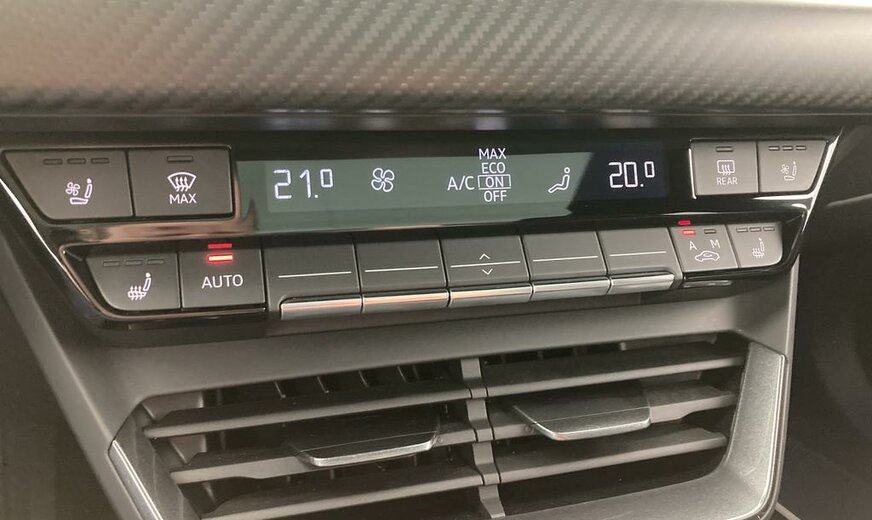 MAX
21.0
A/C
MAX
ECO
ON
OFF
20.0
REAR
AUTO
A M